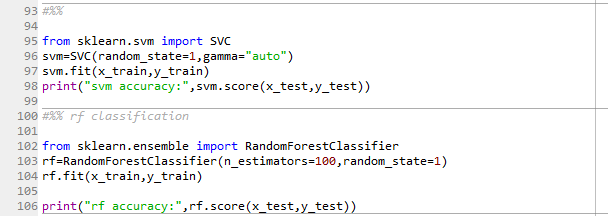 93 #%%
94
95 from sklearn.svm import SVC
96 svm=SVC(random_state=1,gamma="auto")
97 svm.fit(x_train,y_train)
98 print("svm accuracy:",svm.score(x_test,y_test))
99
100 #%% rf classification
101
102 from sklearn.ensemble import RandomForestClassifier
103 rf=RandomForestClassifier(n_estimators=100,random_state=1)
104 rf.fit(x_train,y_train)
105
106 print("rf accuracy:",rf.score(x_test,y_test))